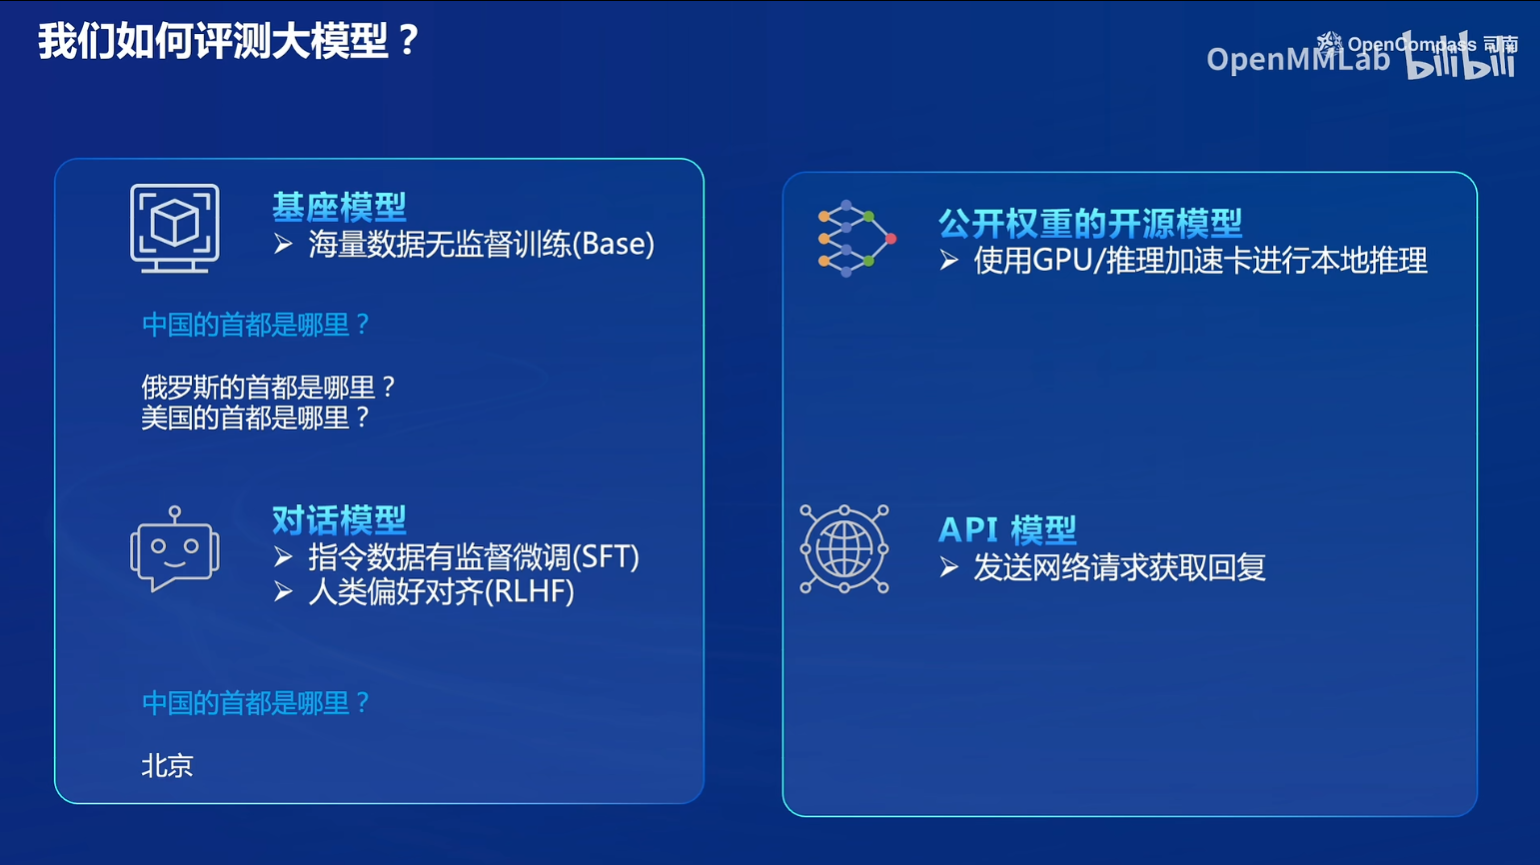 我们如何评测大模型？
OpenCompass 司南
OpenMMLab bilibili
基座模型
➢ 海量数据无监督训练(Base)
中国的首都是哪里？
俄罗斯的首都是哪里？
美国的首都是哪里？
对话模型
➢ 指令数据有监督微调(SFT)
➢ 人类偏好对齐(RLHF)
中国的首都是哪里？
北京
公开权重的开源模型
➢ 使用GPU/推理加速卡进行本地推理
API 模型
➢ 发送网络请求获取回复